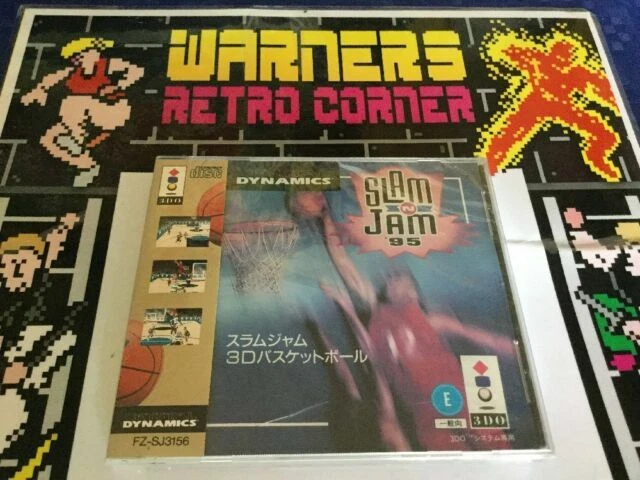 WARNERS
RETRO CORNER
3DO
disc
DYNAMICS
SLAM
N
JAM
95
スラムジャム
3Dバスケットボール
E
一般向
3DO
DYNAMICS
FZ-SJ3156
3DO システム専用